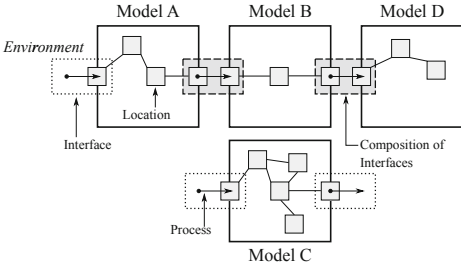 Model A
Model B
Model D
Environment
Location
Interface
Composition of
Interfaces
Process
Model C